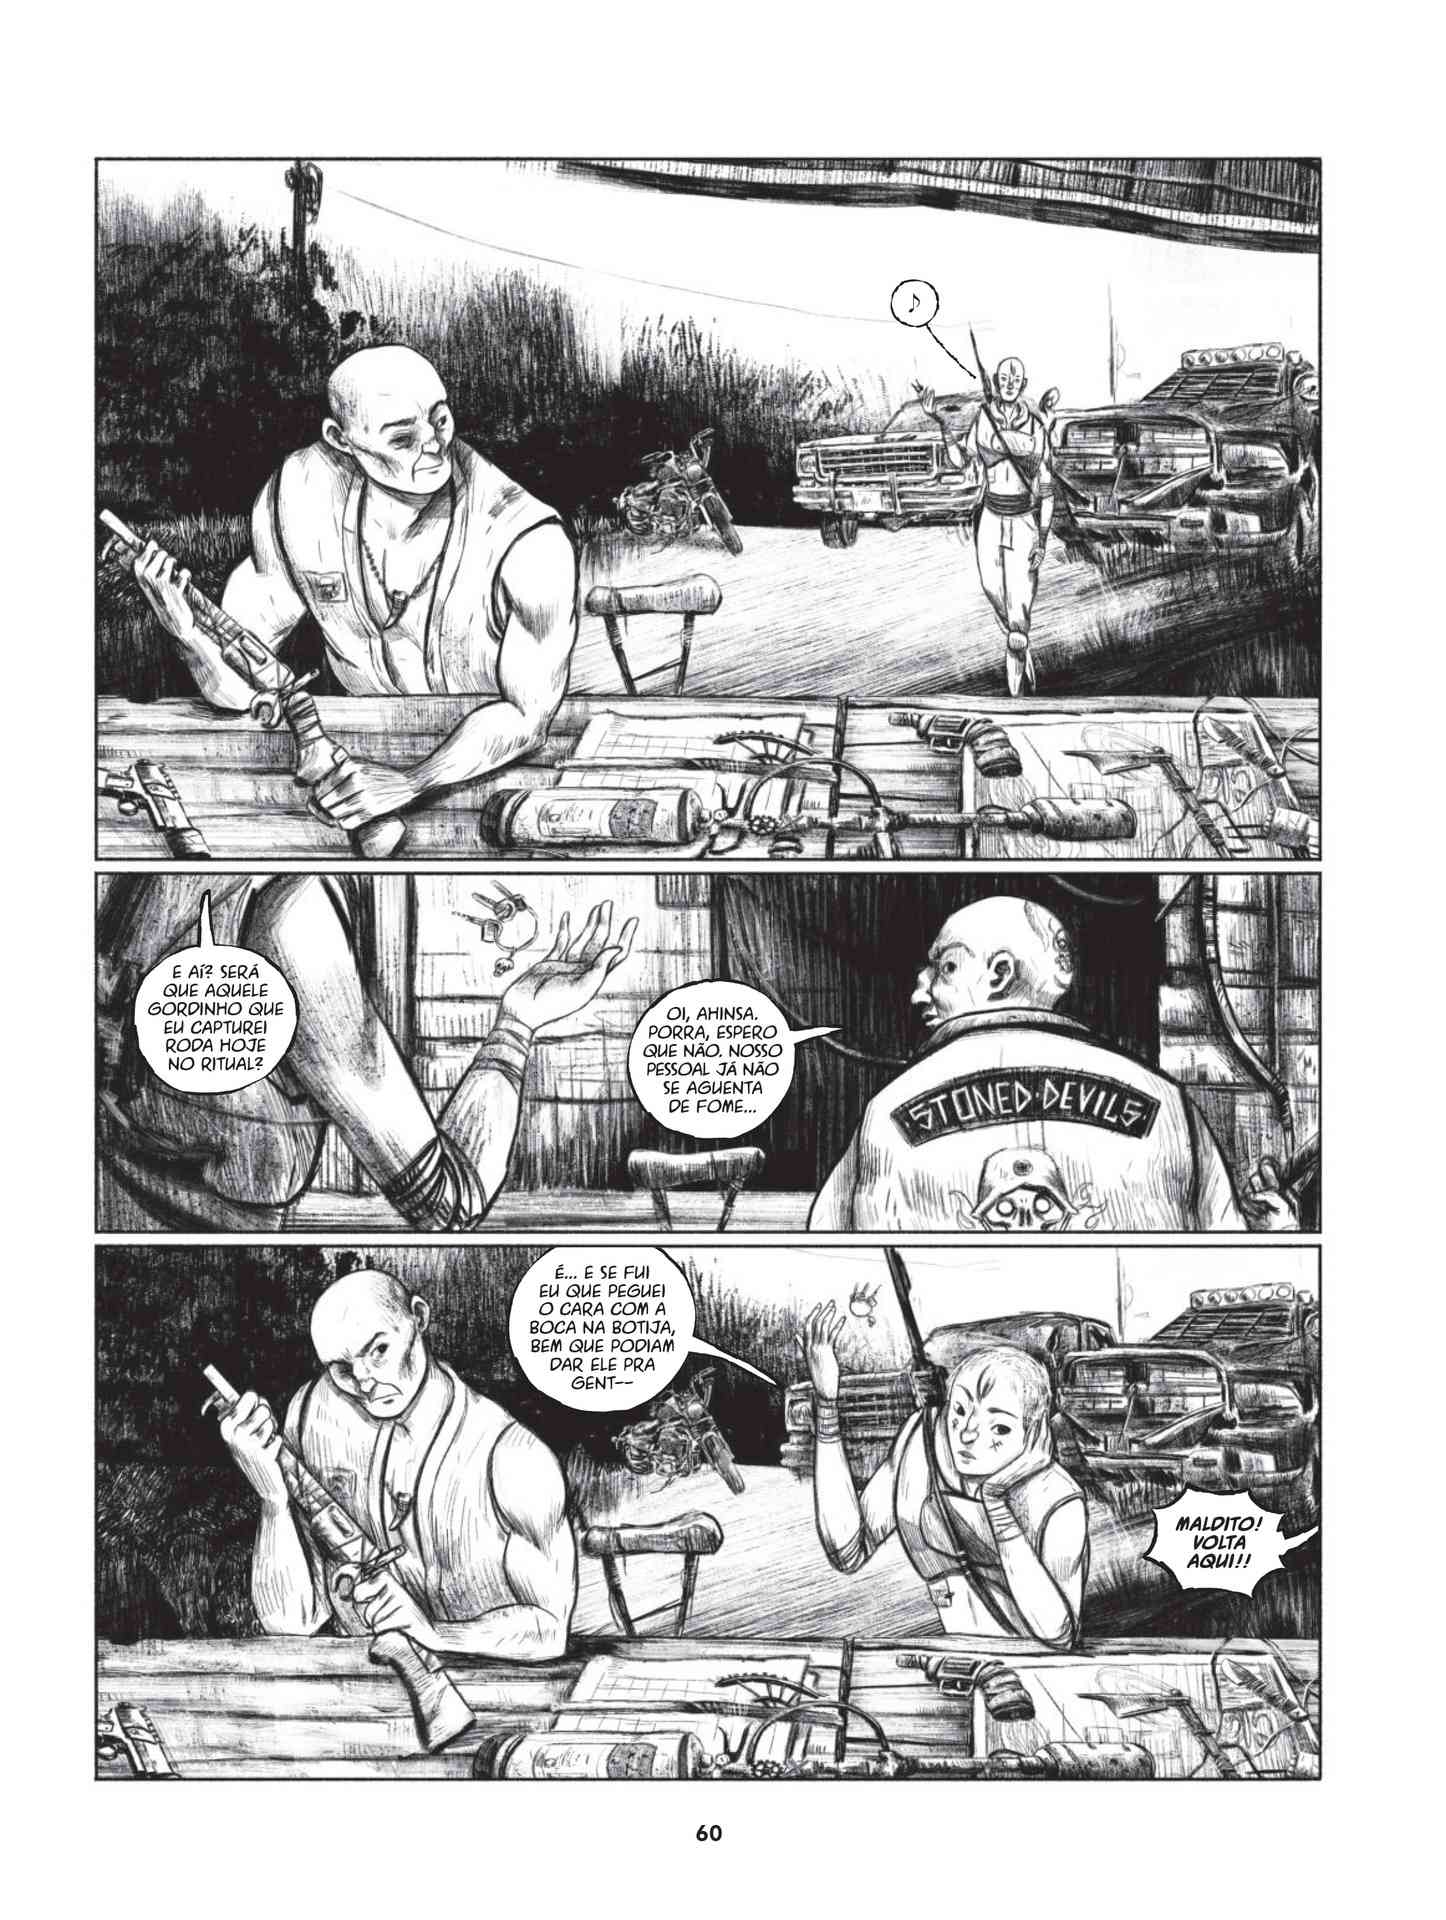 ♪
E AÍ? SERÁ
QUE AQUELE
GORDINHO QUE
EU CAPTUREI
RODA HOJE
NO RITUAL?
OI, AHINSA.
PORRA, ESPERO
QUE NÃO. NOSSO
PESSOAL JÁ NÃO
SE AGUENTA
DE FOME...
STONED·DEVILS
É... E SE FUI
EU QUE PEGUEI
O CARA COM A
BOCA NA BOTIJA,
BEM QUE PODIAM
DAR ELE PRA
GENT--
MALDITO!
VOLTA
AQUI!!
60